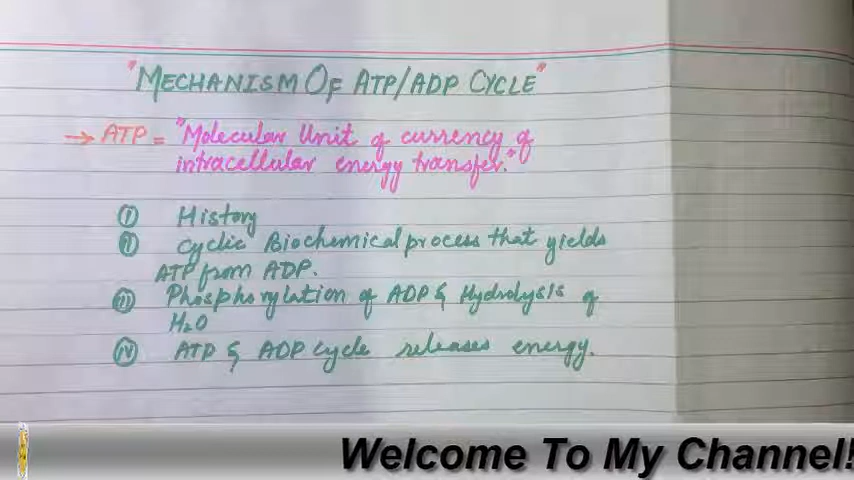 "MECHANISM OF ATP/ADP CYCLE"
→ ATP = "Molecular Unit of currency of
intracellular energy transfer."
(I) History
(II) Cyclic Biochemical process that yields
ATP from ADP.
(III) Phosphorylation of ADP & Hydrolysis of
H₂O
(IV) ATP & ADP cycle releases energy.
Welcome To My Channel!